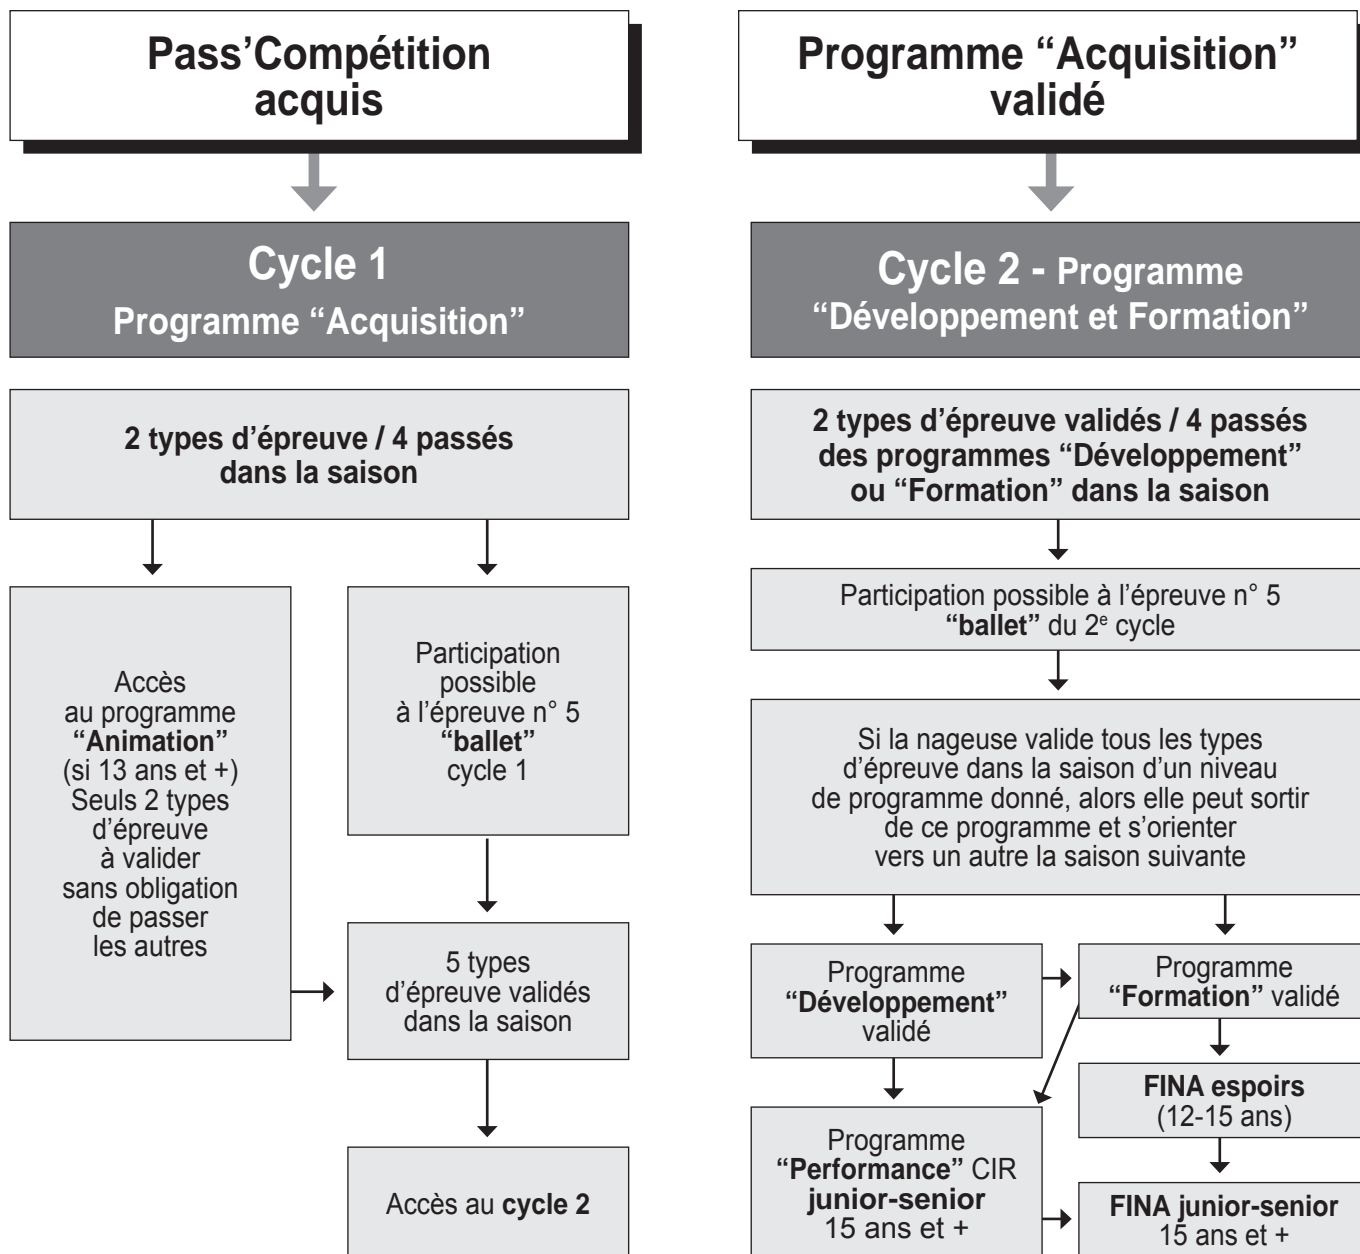 Pass’Compétition
acquis
Cycle 1
Programme “Acquisition”
2 types d’épreuve / 4 passés
dans la saison
Accès
au programme
“Animation”
(si 13 ans et +)
Seuls 2 types
d’épreuve
à valider
sans obligation
de passer
les autres
Participation
possible
à l’épreuve n° 5
“ballet”
cycle 1
5 types
d’épreuve validés
dans la saison
Accès au cycle 2
Programme “Acquisition”
validé
Cycle 2 - Programme
“Développement et Formation”
2 types d’épreuve validés / 4 passés
des programmes “Développement”
ou “Formation” dans la saison
Participation possible à l’épreuve n° 5
“ballet” du 2e cycle
Si la nageuse valide tous les types
d’épreuve dans la saison d’un niveau
de programme donné, alors elle peut sortir
de ce programme et s’orienter
vers un autre la saison suivante
Programme
“Développement”
validé
Programme
“Formation” validé
FINA espoirs
(12-15 ans)
Programme
“Performance” CIR
junior-senior
15 ans et +
FINA junior-senior
15 ans et +